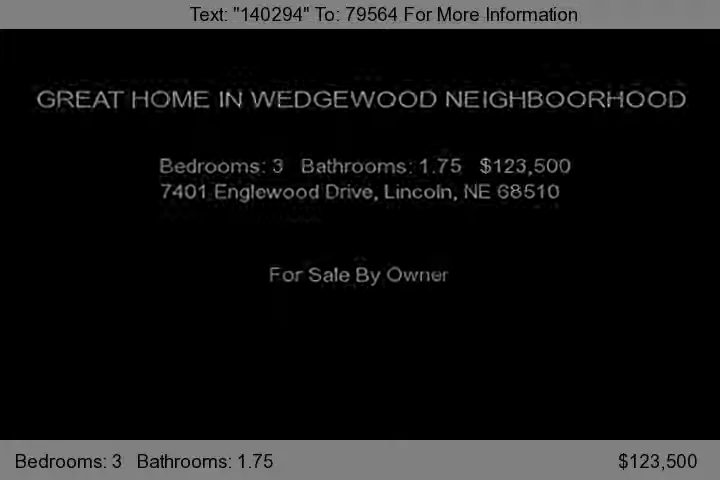 Text: "140294" To: 79564 For More Information
GREAT HOME IN WEDGEWOOD NEIGHBOORHOOD
Bedrooms: 3 Bathrooms: 1.75 $123,500
7401 Englewood Drive, Lincoln, NE 68510
For Sale By Owner
Bedrooms: 3 Bathrooms: 1.75 $123,500